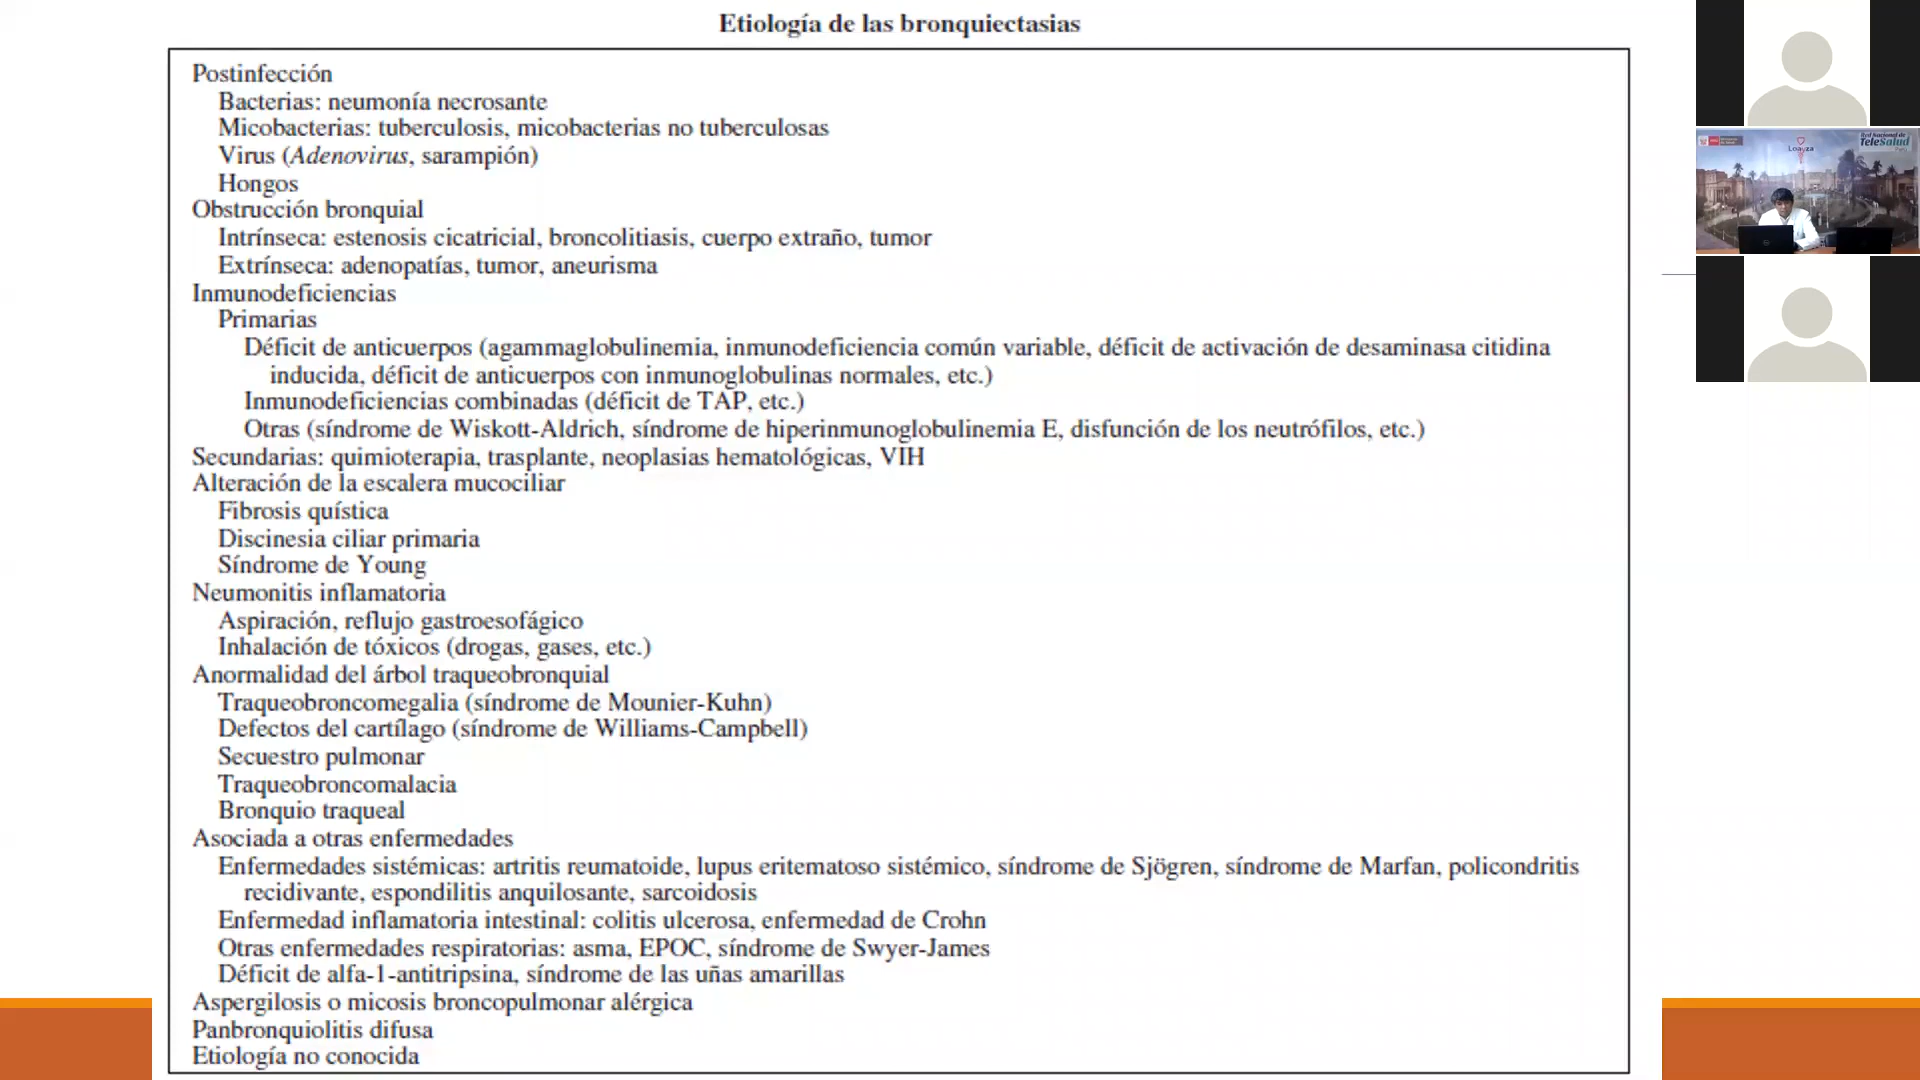 Etiología de las bronquiectasias
Postinfección
Bacterias: neumonía necrosante
Micobacterias: tuberculosis, micobacterias no tuberculosas
Virus (Adenovirus, sarampión)
Hongos
Obstrucción bronquial
Intrínseca: estenosis cicatricial, broncolitiasis, cuerpo extraño, tumor
Extrínseca: adenopatías, tumor, aneurisma
Inmunodeficiencias
Primarias
Déficit de anticuerpos (agammaglobulinemia, inmunodeficiencia común variable, déficit de activación de desaminasa citidina
inducida, déficit de anticuerpos con inmunoglobulinas normales, etc.)
Inmunodeficiencias combinadas (déficit de TAP, etc.)
Otras (síndrome de Wiskott-Aldrich, síndrome de hiperinmunoglobulinemia E, disfunción de los neutrófilos, etc.)
Secundarias: quimioterapia, trasplante, neoplasias hematológicas, VIH
Alteración de la escalera mucociliar
Fibrosis quística
Discinesia ciliar primaria
Síndrome de Young
Neumonitis inflamatoria
Aspiración, reflujo gastroesofágico
Inhalación de tóxicos (drogas, gases, etc.)
Anormalidad del árbol traqueobronquial
Traqueobroncomegalia (síndrome de Mounier-Kuhn)
Defectos del cartílago (síndrome de Williams-Campbell)
Secuestro pulmonar
Traqueobroncomalacia
Bronquio traqueal
Asociada a otras enfermedades
Enfermedades sistémicas: artritis reumatoide, lupus eritematoso sistémico, síndrome de Sjögren, síndrome de Marfan, policondritis
recidivante, espondilitis anquilosante, sarcoidosis
Enfermedad inflamatoria intestinal: colitis ulcerosa, enfermedad de Crohn
Otras enfermedades respiratorias: asma, EPOC, síndrome de Swyer-James
Déficit de alfa-1-antitripsina, síndrome de las uñas amarillas
Aspergilosis o micosis broncopulmonar alérgica
Panbronquiolitis difusa
Etiología no conocida
Loayza
Red Nacional de
TeleSalud